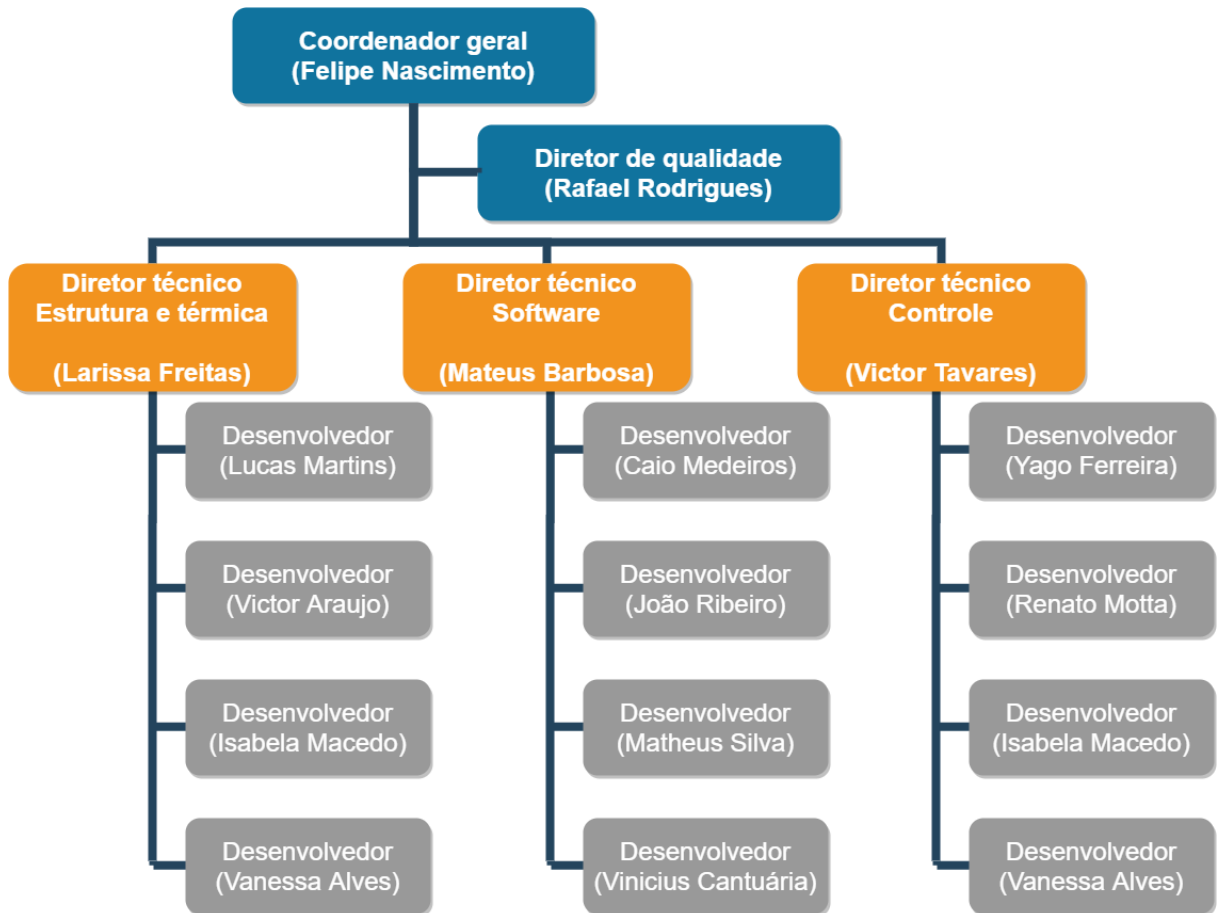 Coordenador geral
(Felipe Nascimento)
Diretor de qualidade
(Rafael Rodrigues)
Diretor técnico
Estrutura e térmica
(Larissa Freitas)
Diretor técnico
Software
(Mateus Barbosa)
Diretor técnico
Controle
(Victor Tavares)
Desenvolvedor
(Lucas Martins)
Desenvolvedor
(Caio Medeiros)
Desenvolvedor
(Yago Ferreira)
Desenvolvedor
(Victor Araujo)
Desenvolvedor
(João Ribeiro)
Desenvolvedor
(Renato Motta)
Desenvolvedor
(Isabela Macedo)
Desenvolvedor
(Matheus Silva)
Desenvolvedor
(Isabela Macedo)
Desenvolvedor
(Vanessa Alves)
Desenvolvedor
(Vinicius Cantuária)
Desenvolvedor
(Vanessa Alves)